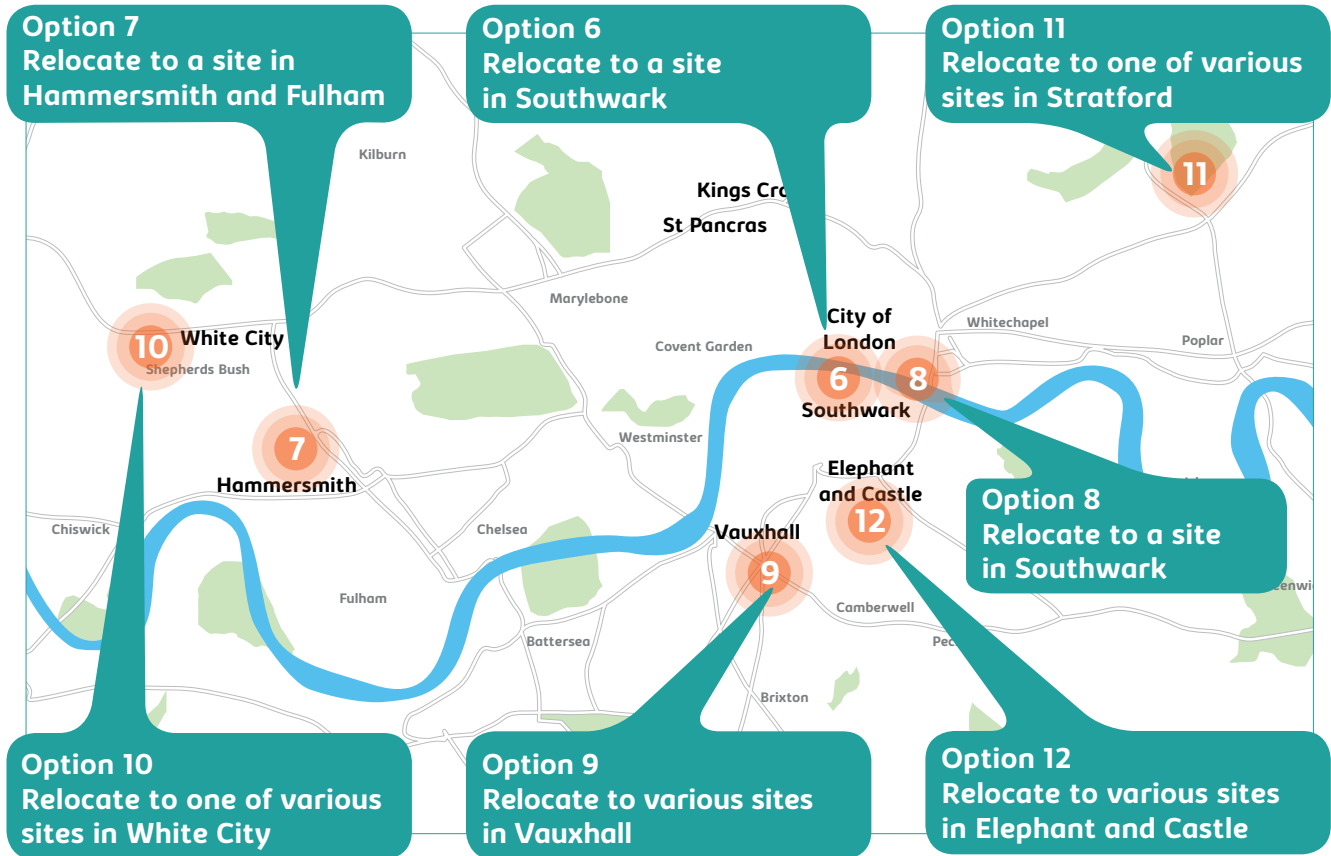 Option 7
Relocate to a site in
Hammersmith and Fulham
Option 6
Relocate to a site
in Southwark
Option 11
Relocate to one of various
sites in Stratford
Kilburn
Kings Cro
St Pancras
11
Marylebone
City of
London
Whitechapel
Poplar
Covent Garden
10
White City
Shepherds Bush
6
8
Southwark
7
Hammersmith
Westminster
Elephant
and Castle
12
Chiswick
Chelsea
Vauxhall
9
Option 8
Relocate to a site
in Southwark
Fulham
Camberwell
Battersea
Brixton
Option 10
Relocate to one of various
sites in White City
Option 9
Relocate to various sites
in Vauxhall
Option 12
Relocate to various sites
in Elephant and Castle